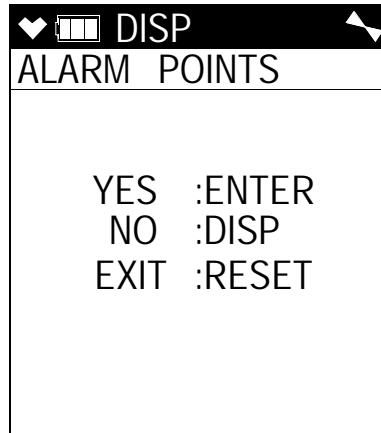 DISP
ALARM POINTS
YES :ENTER
NO :DISP
EXIT :RESET